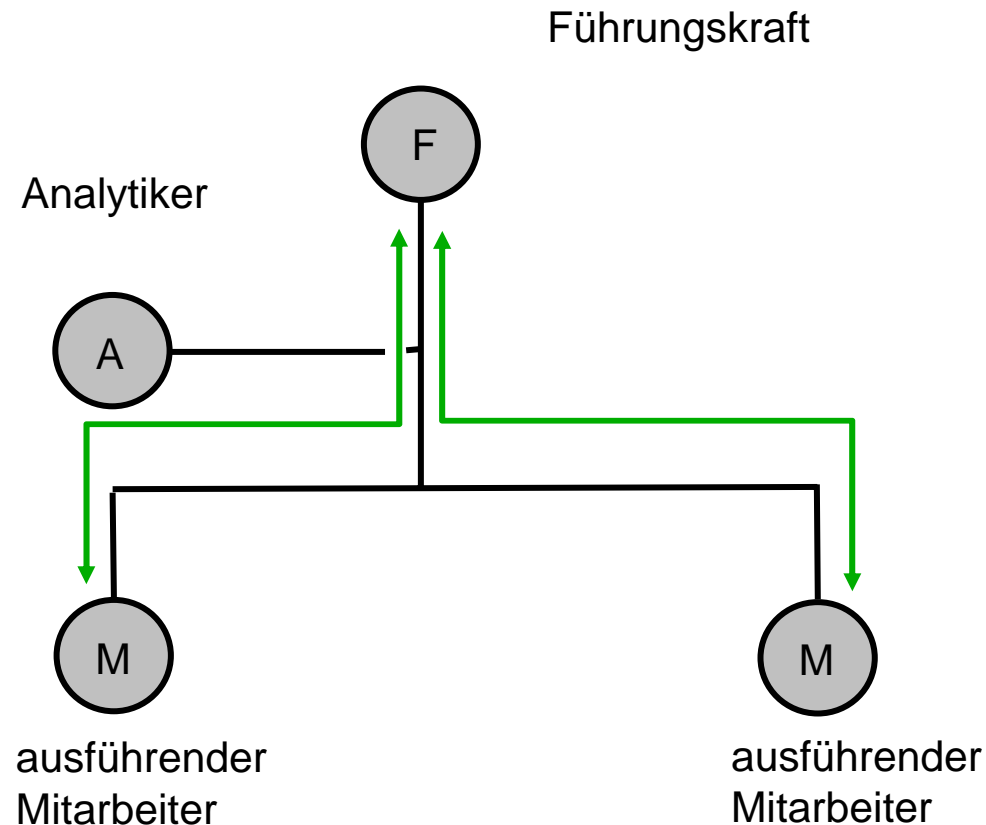 Führungskraft
F
Analytiker
A
M
M
ausführender
Mitarbeiter
ausführender
Mitarbeiter